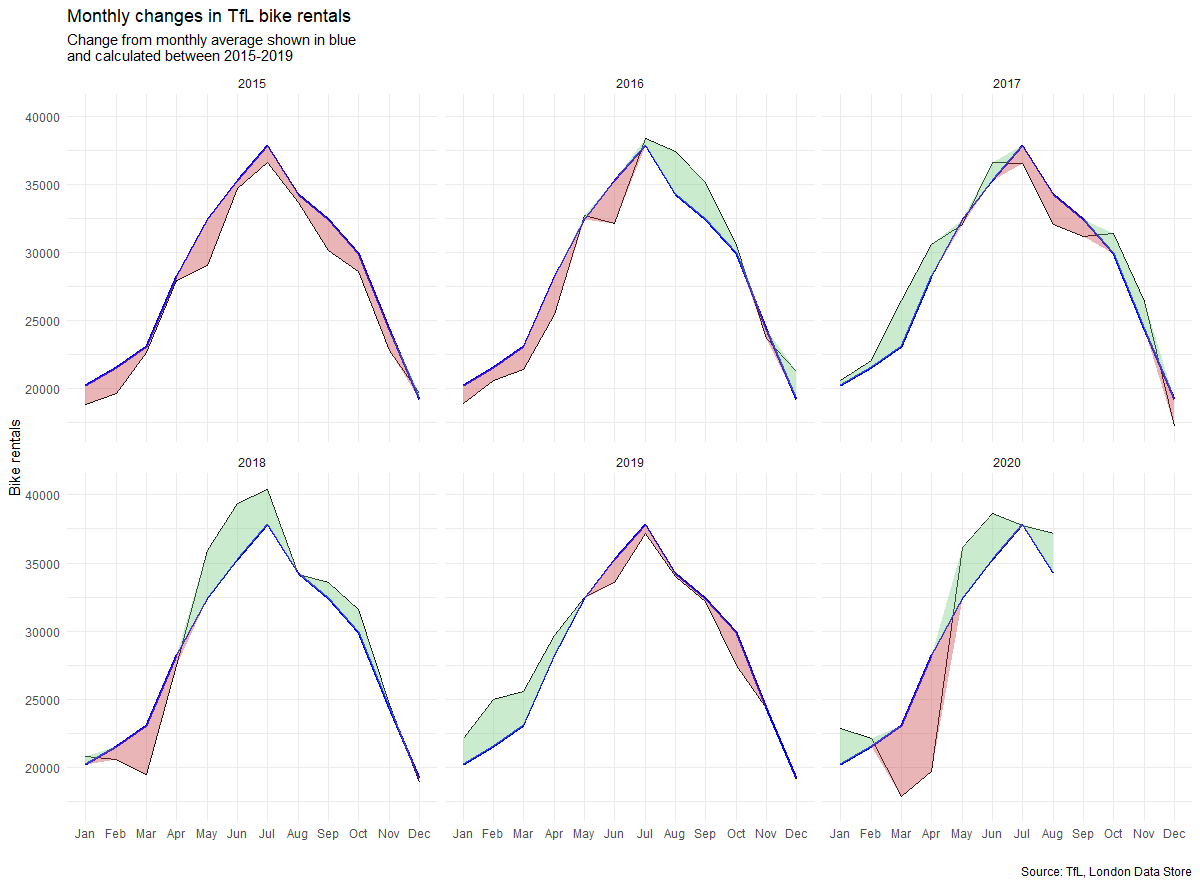 Monthly changes in TfL bike rentals
Change from monthly average shown in blue
and calculated between 2015-2019
2015 2016 2017
40000
35000
30000
25000
20000
Bike rentals
2018 2019 2020
40000
35000
30000
25000
20000
Jan Feb Mar Apr May Jun Jul Aug Sep Oct Nov Dec Jan Feb Mar Apr May Jun Jul Aug Sep Oct Nov Dec Jan Feb Mar Apr May Jun Jul Aug Sep Oct Nov Dec
Source: TfL, London Data Store